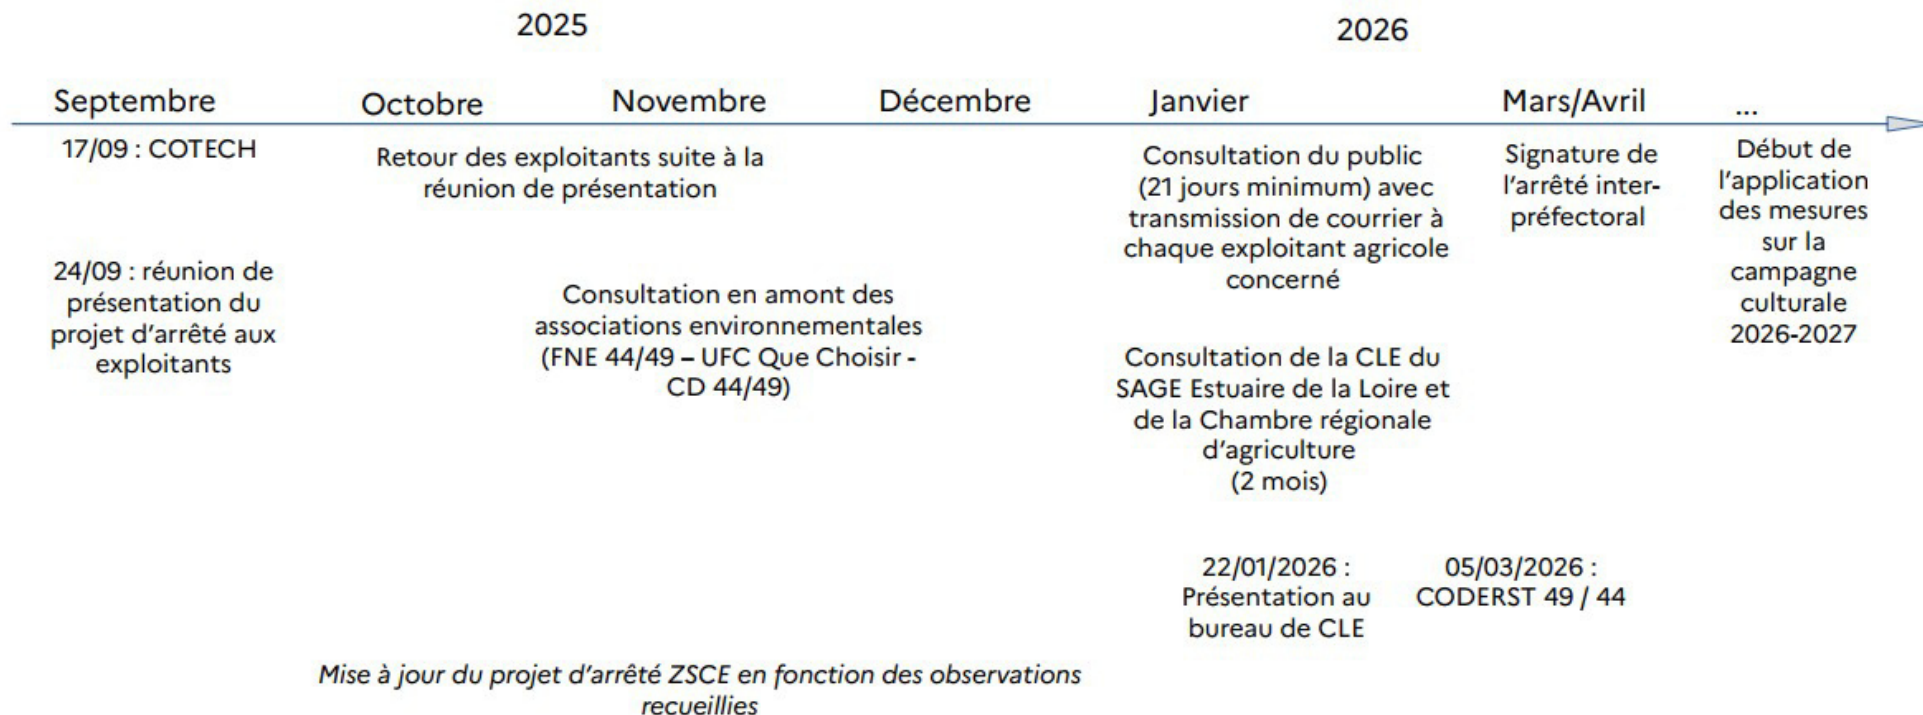 2025
2026
Septembre
Octobre
Novembre
Décembre
Janvier
Mars/Avril
...
17/09 : COTECH
24/09 : réunion de
présentation du
projet d'arrêté aux
exploitants
Retour des exploitants suite à la
réunion de présentation
Consultation en amont des
associations environnementales
(FNE 44/49 – UFC Que Choisir -
CD 44/49)
Consultation du public
(21 jours minimum) avec
transmission de courrier à
chaque exploitant agricole
concerné
Consultation de la CLE du
SAGE Estuaire de la Loire et
de la Chambre régionale
d'agriculture
(2 mois)
22/01/2026 :
Présentation au
bureau de CLE
05/03/2026 :
CODERST 49 / 44
Signature de
l'arrêté inter-
préfectoral
Début de
l'application
des mesures
sur la
campagne
culturale
2026-2027
Mise à jour du projet d'arrêté ZSCE en fonction des observations
recueillies